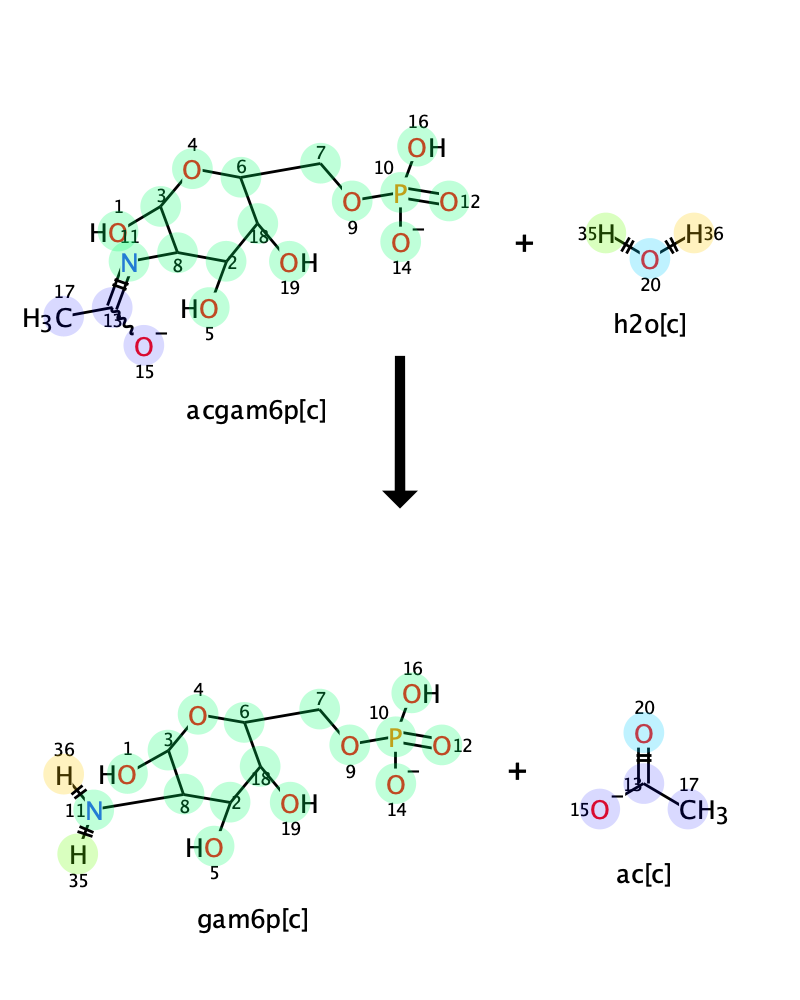 16
OH
4
7
10
6
O
P
O 12
3
O
1
9
HO
O−
18
35 H
H 36
11
N
8
2
OH
14
+
O
19
20
17
HO
H3C
13
5
h2o[c]
O−
15
acgam6p[c]
16
OH
4
7
20
6
10
O
O
P
3
O
O 12
36
1
9
H
HO
18
O−
+
13
17
11 N
8
2
OH
14
15 O−
CH3
19
HO
H
5
35
ac[c]
gam6p[c]